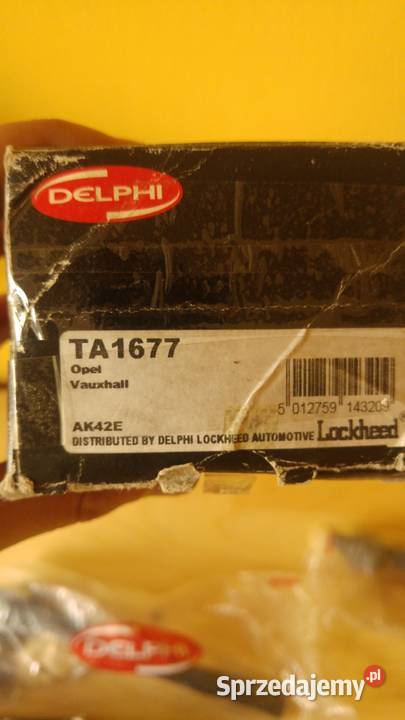 DELPHI
TA1677
Opel
Vauxhall
5 012759 143209
AK42E
DISTRIBUTED BY DELPHI LOCKHEED AUTOMOTIVE Lockheed
DELPHI
Sprzedajemy.pl